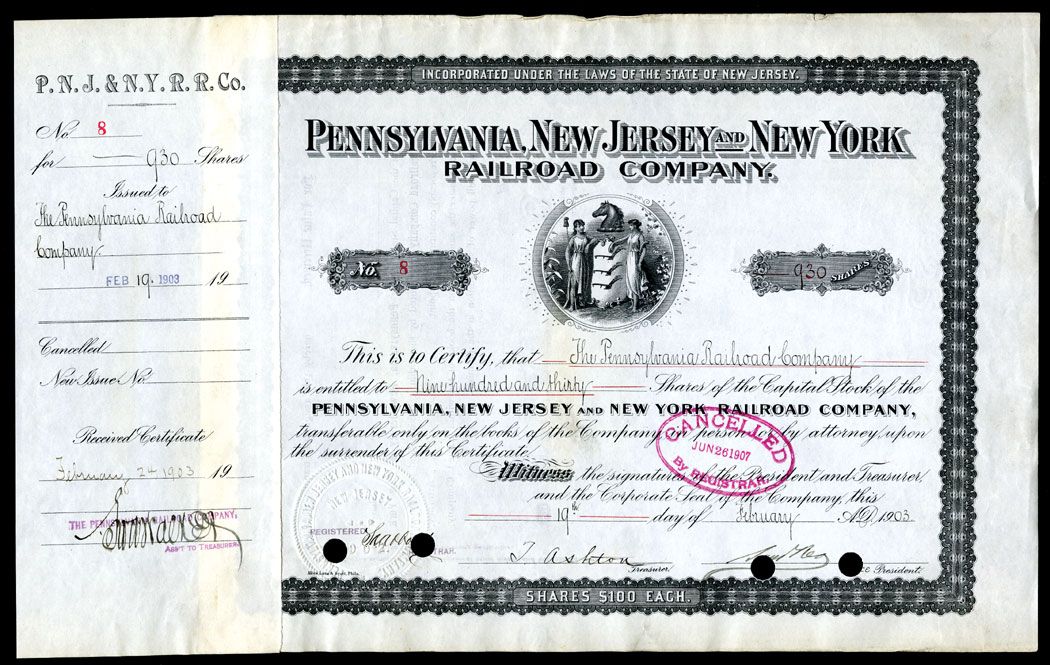 P. N. J. & N. Y. R. R. Co.
No. 8
for 930 Shares
Issued to
The Pennsylvania Railroad
Company.
FEB 19 1903 19
Cancelled
New Issue No.
Received Certificate
February 24 1903 19
THE PENNSYLVANIA RAILROAD COMPANY,
ASS'T TO TREASURER
INCORPORATED UNDER THE LAWS OF THE STATE OF NEW JERSEY.
PENNSYLVANIA, NEW JERSEY AND NEW YORK
RAILROAD COMPANY.
No. 8
930 SHARES
This is to Certify, that The Pennsylvania Railroad Company
is entitled to Nine hundred and thirty Shares of the Capital Stock of the
PENNSYLVANIA, NEW JERSEY AND NEW YORK RAILROAD COMPANY,
transferable only on the books of the Company in person or by attorney, upon
the surrender of this Certificate.
CANCELLED
JUN 26 1907
By REGISTRAR.
Witness the signatures of the President and Treasurer
and the Corporate Seal of the Company, this
19th day of February A.D. 1903.
REGISTERED
T. Ashton
Treasurer
President
SHARES $100 EACH.